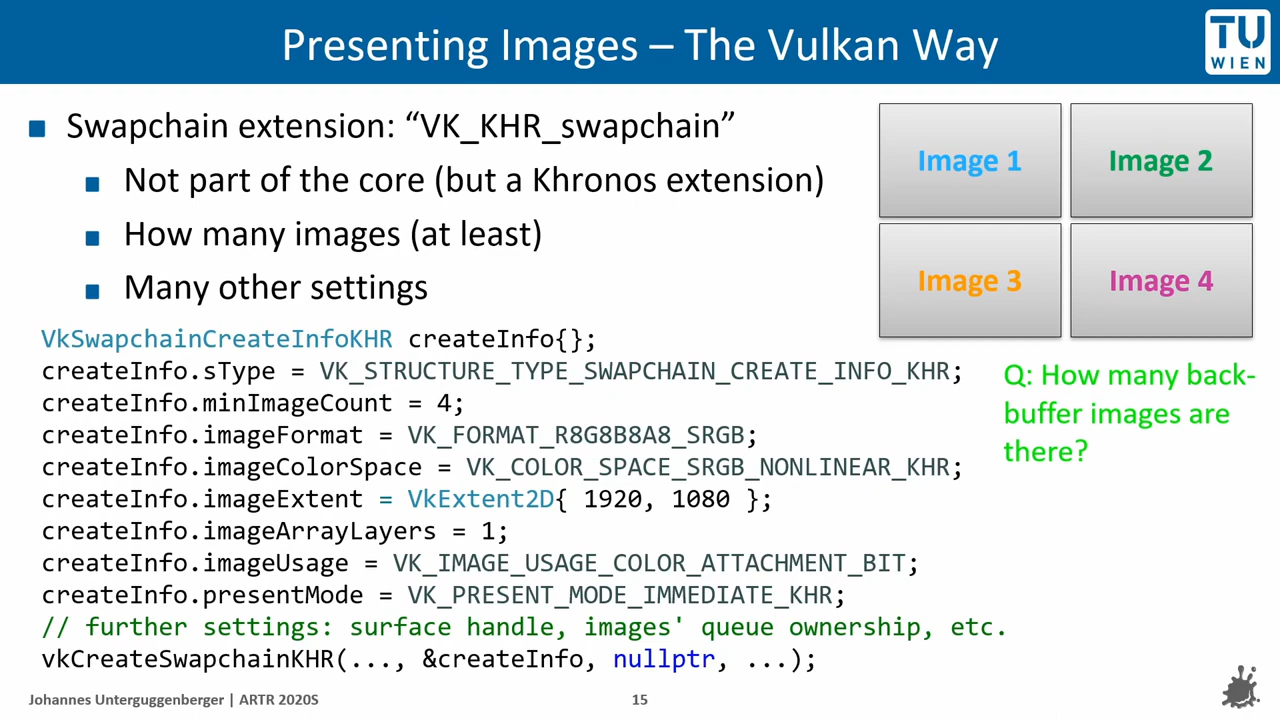 Presenting Images – The Vulkan Way
TU
WIEN
Swapchain extension: “VK_KHR_swapchain”
Not part of the core (but a Khronos extension)
How many images (at least)
Many other settings
Image 1
Image 2
Image 3
Image 4
VkSwapchainCreateInfoKHR createInfo{};
createInfo.sType = VK_STRUCTURE_TYPE_SWAPCHAIN_CREATE_INFO_KHR;
createInfo.minImageCount = 4;
createInfo.imageFormat = VK_FORMAT_R8G8B8A8_SRGB;
createInfo.imageColorSpace = VK_COLOR_SPACE_SRGB_NONLINEAR_KHR;
createInfo.imageExtent = VkExtent2D{ 1920, 1080 };
createInfo.imageArrayLayers = 1;
createInfo.imageUsage = VK_IMAGE_USAGE_COLOR_ATTACHMENT_BIT;
createInfo.presentMode = VK_PRESENT_MODE_IMMEDIATE_KHR;
// further settings: surface handle, images' queue ownership, etc.
vkCreateSwapchainKHR(..., &createInfo, nullptr, ...);
Q: How many back-
buffer images are
there?
Johannes Unterguggenberger | ARTR 2020S
15